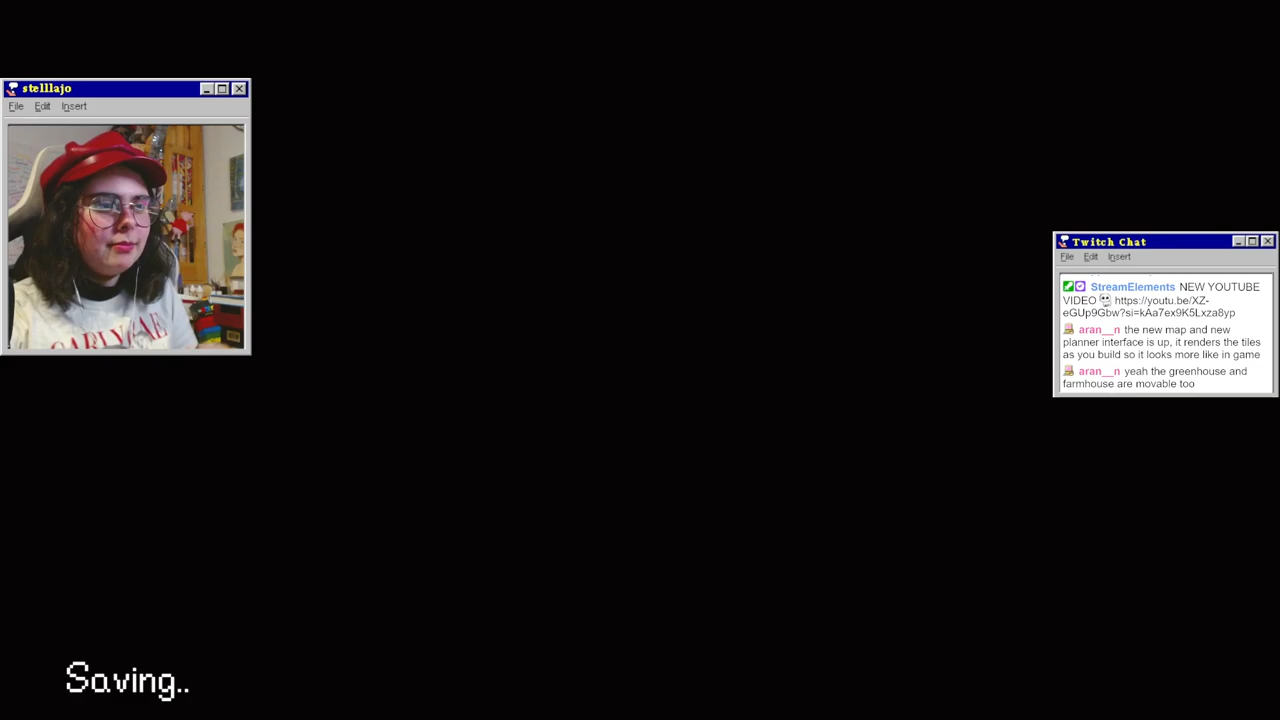 stelllajo
File Edit Insert
Twitch Chat
File Edit Insert
StreamElements NEW YOUTUBE
VIDEO https://youtu.be/XZ-
eGUp9Gbw?si=kAa7ex9K5Lxza8yp
aran__n the new map and new
planner interface is up, it renders the tiles
as you build so it looks more like in game
aran__n yeah the greenhouse and
farmhouse are movable too
Saving..